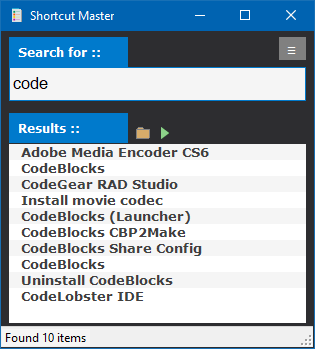 Shortcut Master
Search for ::
code
Results ::
Adobe Media Encoder CS6
CodeBlocks
CodeGear RAD Studio
Install movie codec
CodeBlocks (Launcher)
CodeBlocks CBP2Make
CodeBlocks Share Config
CodeBlocks
Uninstall CodeBlocks
CodeLobster IDE
Found 10 items